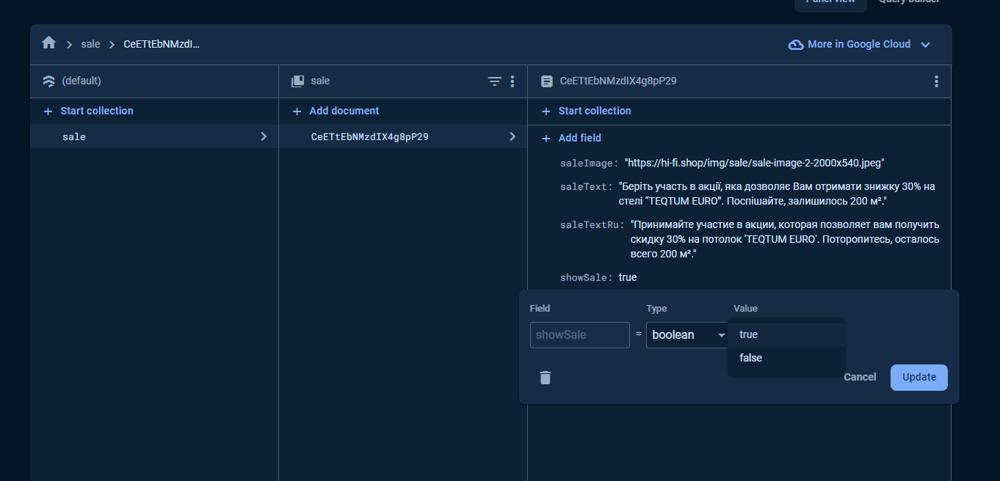 Panel view Query builder
sale CeETtEbNMzdI... More in Google Cloud
(default) sale CeETtEbNMzdIX4g8pP29
+ Start collection + Add document + Start collection
sale CeETtEbNMzdIX4g8pP29
+ Add field
saleImage: "https://hi-fi.shop/img/sale/sale-image-2-2000x540.jpeg"
saleText: "Беріть участь в акції, яка дозволяє Вам отримати знижку 30% на
стелі “TEQTUM EURO”. Поспішайте, залишилось 200 м²."
saleTextRu: "Принимайте участие в акции, которая позволяет вам получить
скидку 30% на потолок 'TEQTUM EURO'. Поторопитесь, осталось
всего 200 м²."
showSale: true
Field Type Value
showSale = boolean true
false
Cancel Update